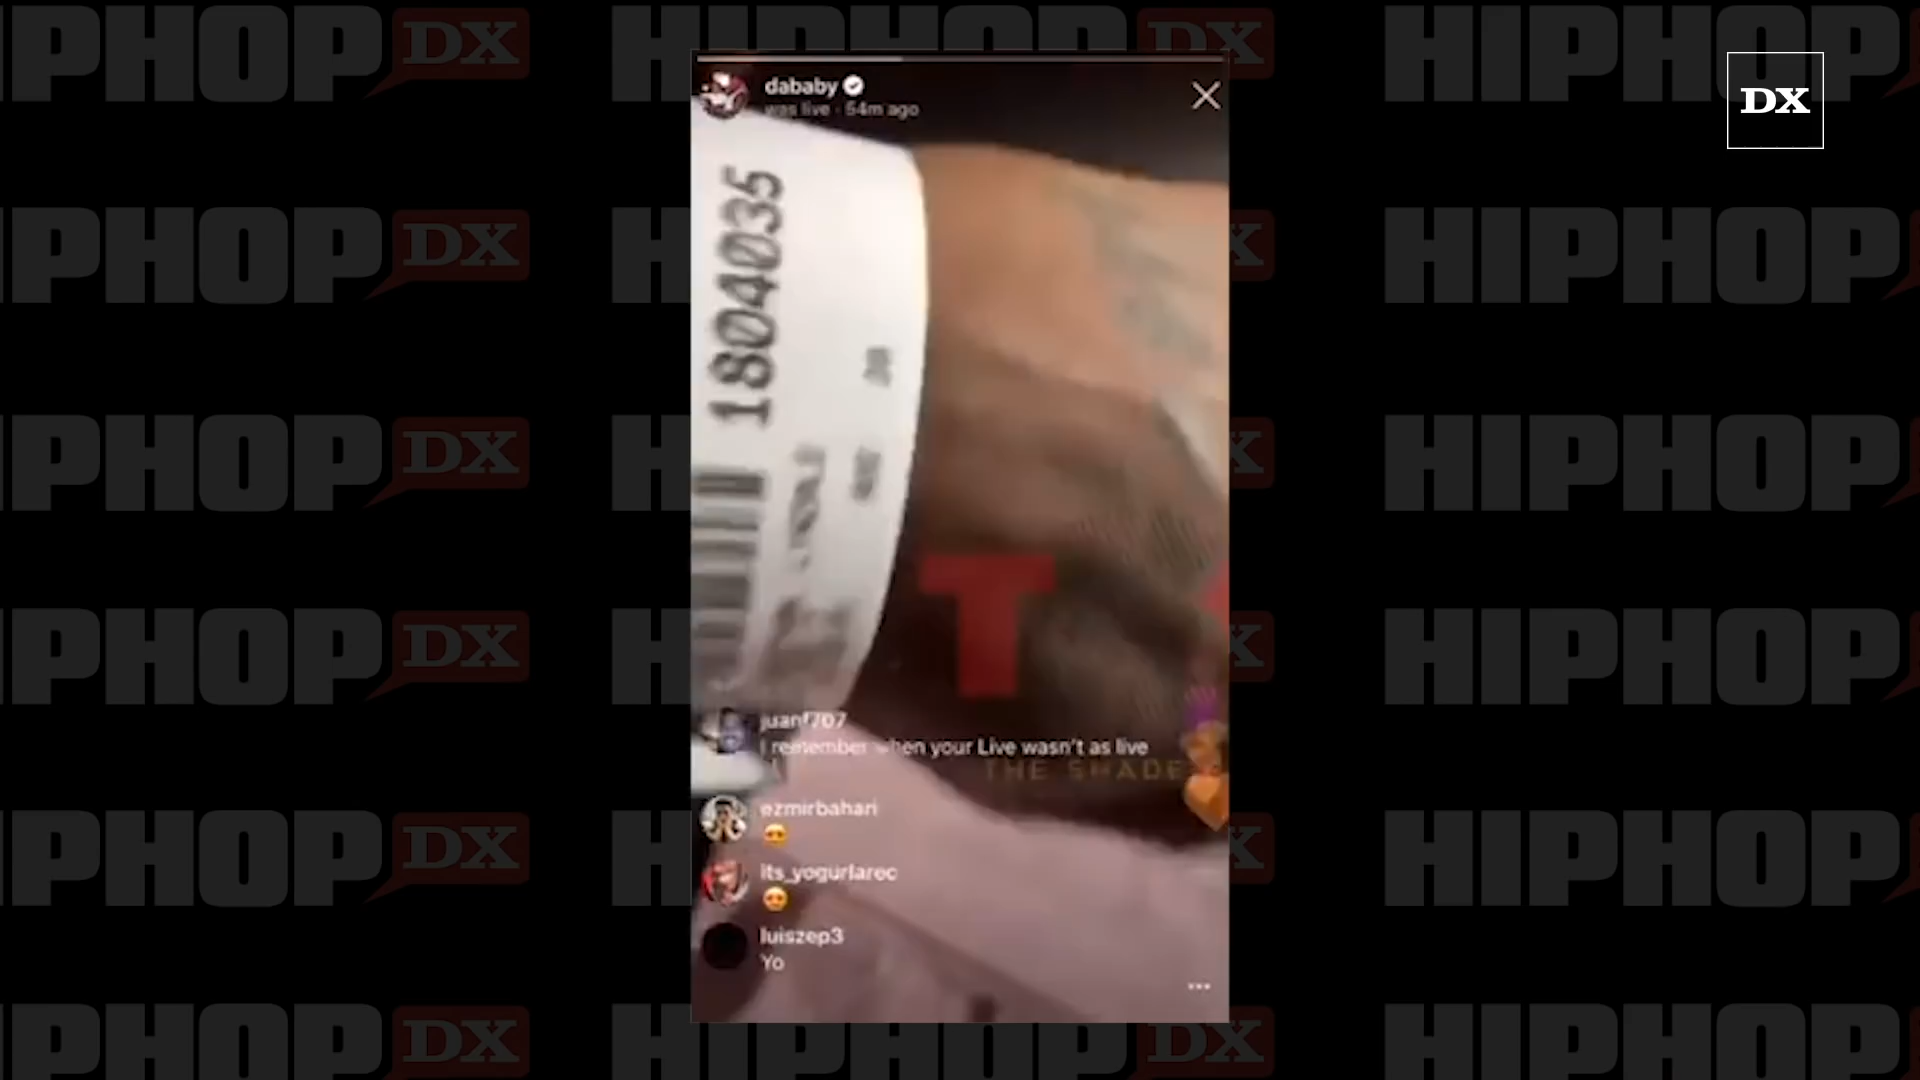 HIPHOP DX
DX
dababy
was live · 54m ago
18044035
T
juanf707
I remember when your Live wasn't as live
THE SHADE
ezmirbahari
its_yogurlarec
luiszep3
Yo